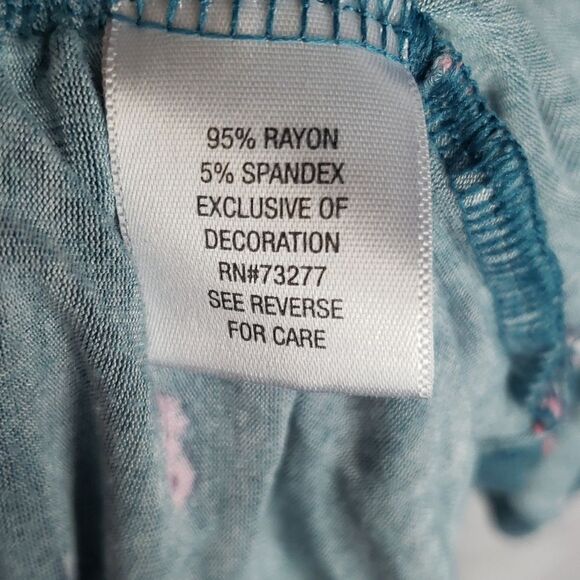 95% RAYON
5% SPANDEX
EXCLUSIVE OF
DECORATION
RN#73277
SEE REVERSE
FOR CARE